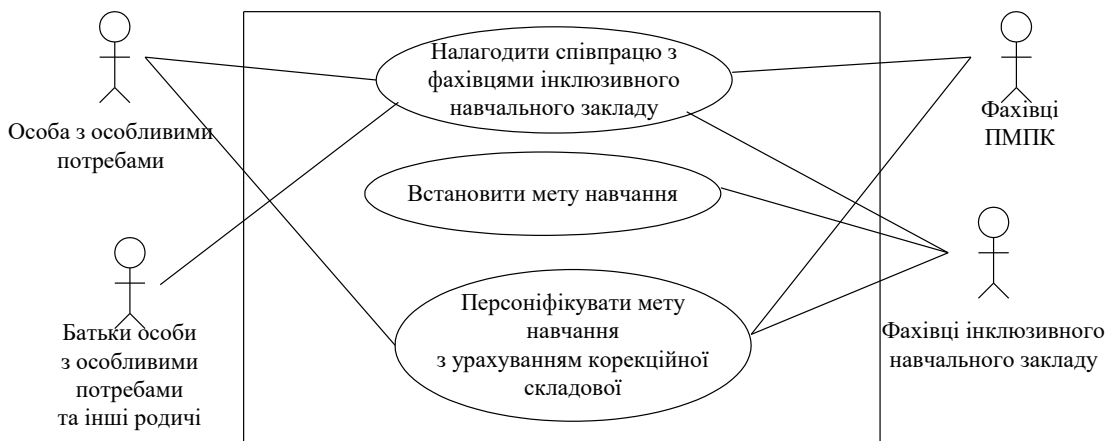 Налагодити співпрацю з
фахівцями інклюзивного
навчального закладу
Особа з особливими
потребами
Фахівці
ПМПК
Встановити мету навчання
Персоніфікувати мету
навчання
з урахуванням корекційної
складової
Батьки особи
з особливими
потребами
та інші родичі
Фахівці інклюзивного
навчального закладу